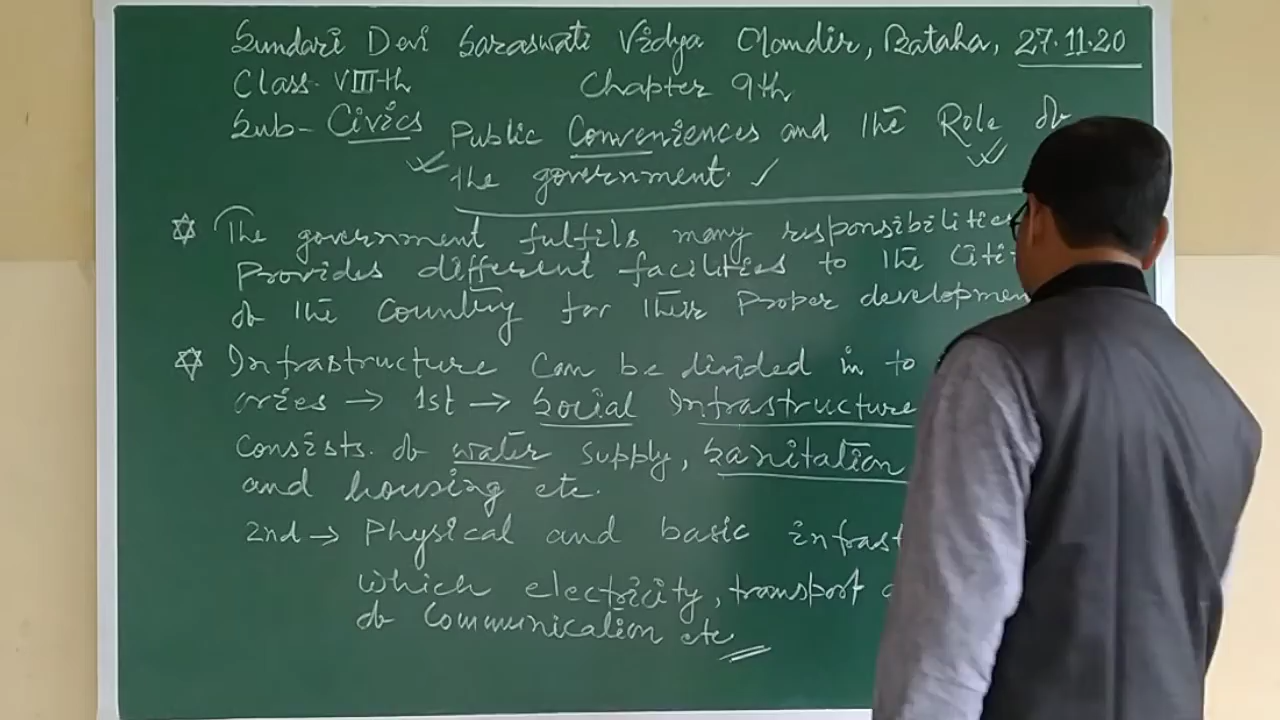 Sundari Devi Saraswati Vidya Mandir, Bataha, 27.11.20
Class- VIII-th Chapter 9th
Sub- Civics Public Conveniences and the Role of
the government.
The government fulfils many responsibilities
Provides different facilities to the Citi
of the Country for their Proper developmen
Infrastructure Can be divided in to
ories → 1st → Social Infrastructure
Consists of water supply, Sanitation
and housing etc.
2nd → Physical and basic infrast
which electricity, transport
of Communication etc